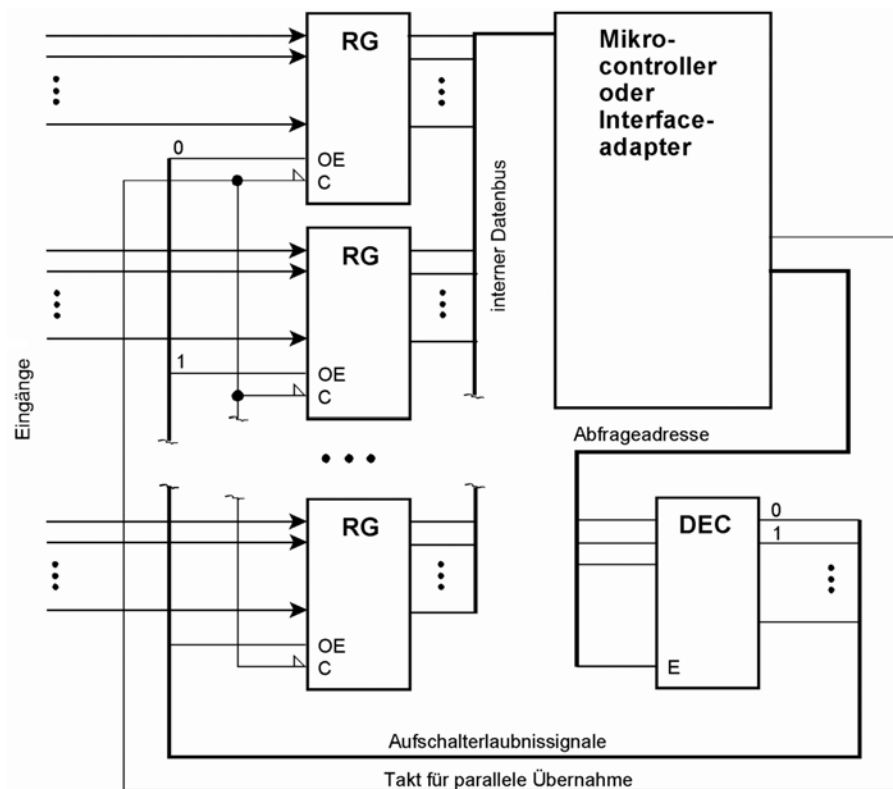 RG
0
OE
C
RG
1
OE
C
RG
OE
C
Eingänge
interner Datenbus
Mikro-
controller
oder
Interface-
adapter
Abfrageadresse
DEC
0
1
E
Aufschalterlaubnissignale
Takt für parallele Übernahme